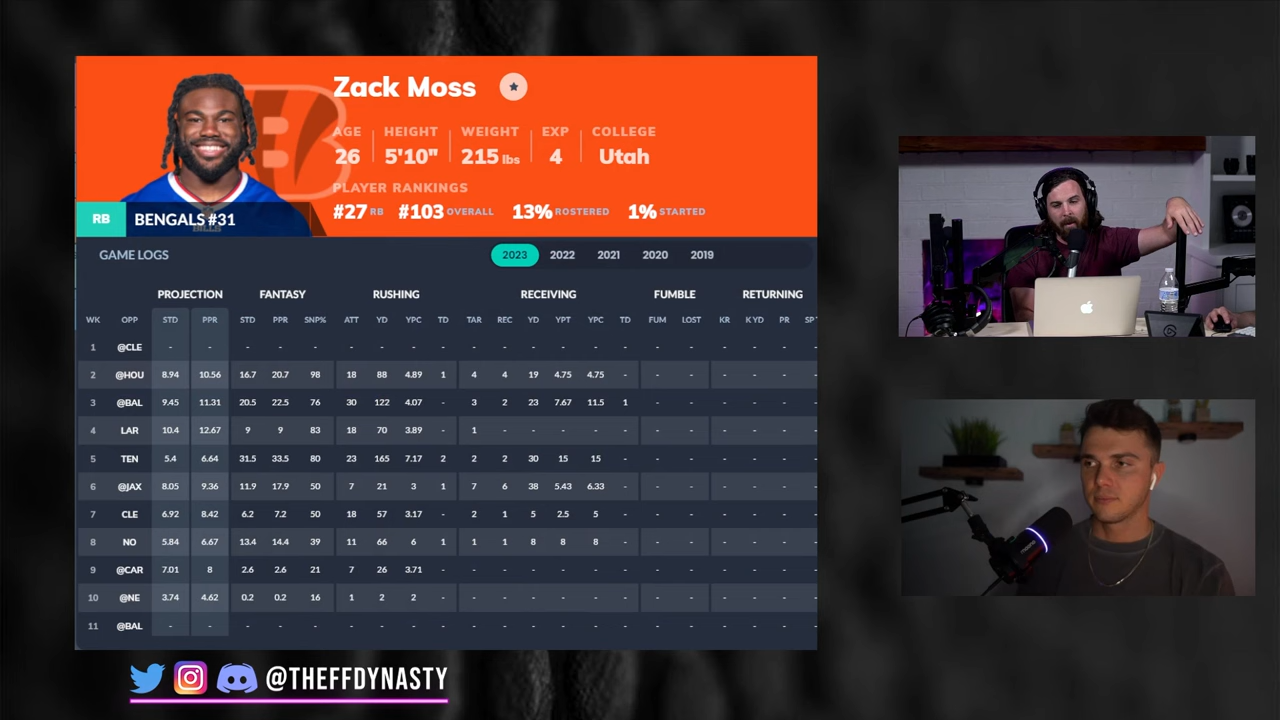 Zack Moss
AGE HEIGHT WEIGHT EXP COLLEGE
26 5'10" 215 lbs 4 Utah
PLAYER RANKINGS
#27 RB #103 OVERALL 13% ROSTERED 1% STARTED
RB BENGALS #31
BILLS
GAME LOGS 2023 2022 2021 2020 2019
PROJECTION FANTASY RUSHING RECEIVING FUMBLE RETURNING
WK OPP STD PPR STD PPR SNP% ATT YD YPC TD TAR REC YD YPT YPC TD FUM LOST KR KYD PR SP
1 @CLE - - - - - - - - - - - - - - - - - - - - -
2 @HOU 8.94 10.56 16.7 20.7 98 18 88 4.89 1 4 4 19 4.75 4.75 - - - - - - -
3 @BAL 9.45 11.31 20.5 22.5 76 30 122 4.07 - 3 2 23 7.67 11.5 1 - - - - - -
4 LAR 10.4 12.67 9 9 83 18 70 3.89 - 1 - - - - - - - - - - -
5 TEN 5.4 6.64 31.5 33.5 80 23 165 7.17 2 2 2 30 15 15 - - - - - - -
6 @JAX 8.05 9.36 11.9 17.9 50 7 21 3 1 7 6 38 5.43 6.33 - - - - - - -
7 CLE 6.92 8.42 6.2 7.2 50 18 57 3.17 - 2 1 5 2.5 5 - - - - - - -
8 NO 5.84 6.67 13.4 14.4 39 11 66 6 1 1 1 8 8 8 - - - - - - -
9 @CAR 7.01 8 2.6 2.6 21 7 26 3.71 - - - - - - - - - - - - -
10 @NE 3.74 4.62 0.2 0.2 16 1 2 2 - - - - - - - - - - - - -
11 @BAL - - - - - - - - - - - - - - - - - - - - -
@THEFFDYNASTY